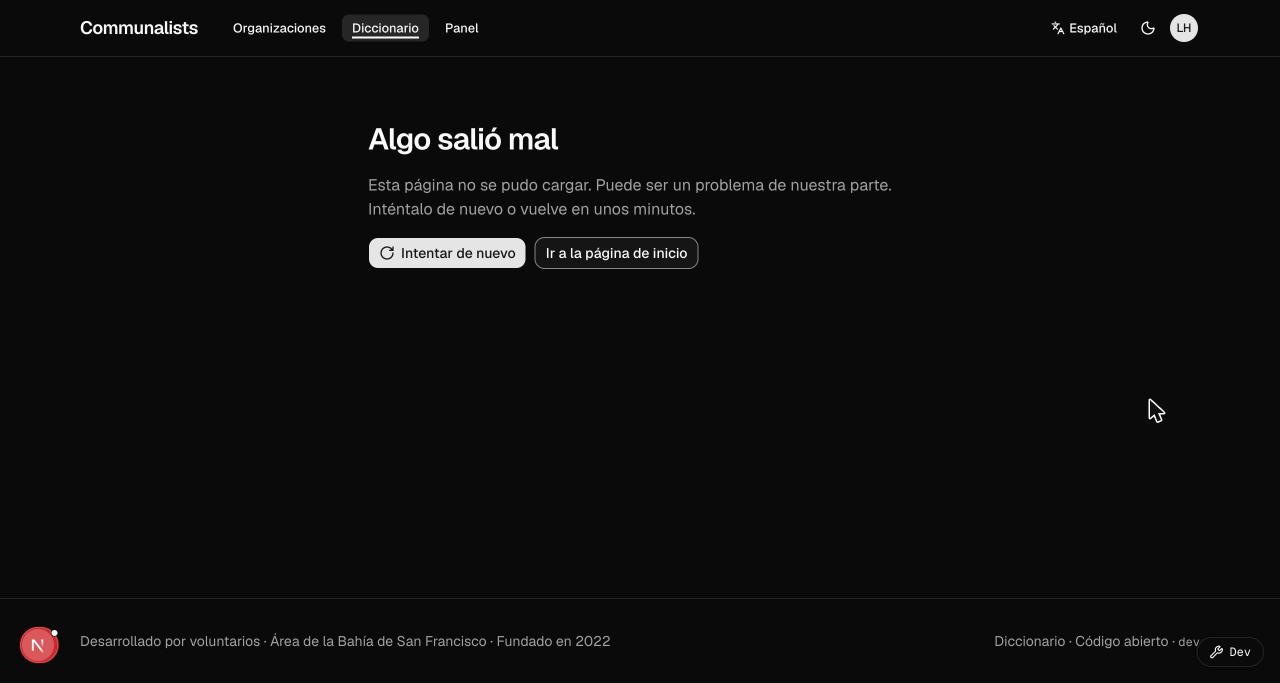 Communalists
Organizaciones
Diccionario
Panel
Español
LH
Algo salió mal
Esta página no se pudo cargar. Puede ser un problema de nuestra parte.
Inténtalo de nuevo o vuelve en unos minutos.
Intentar de nuevo
Ir a la página de inicio
N
Desarrollado por voluntarios · Área de la Bahía de San Francisco · Fundado en 2022
Diccionario · Código abierto · dev
Dev